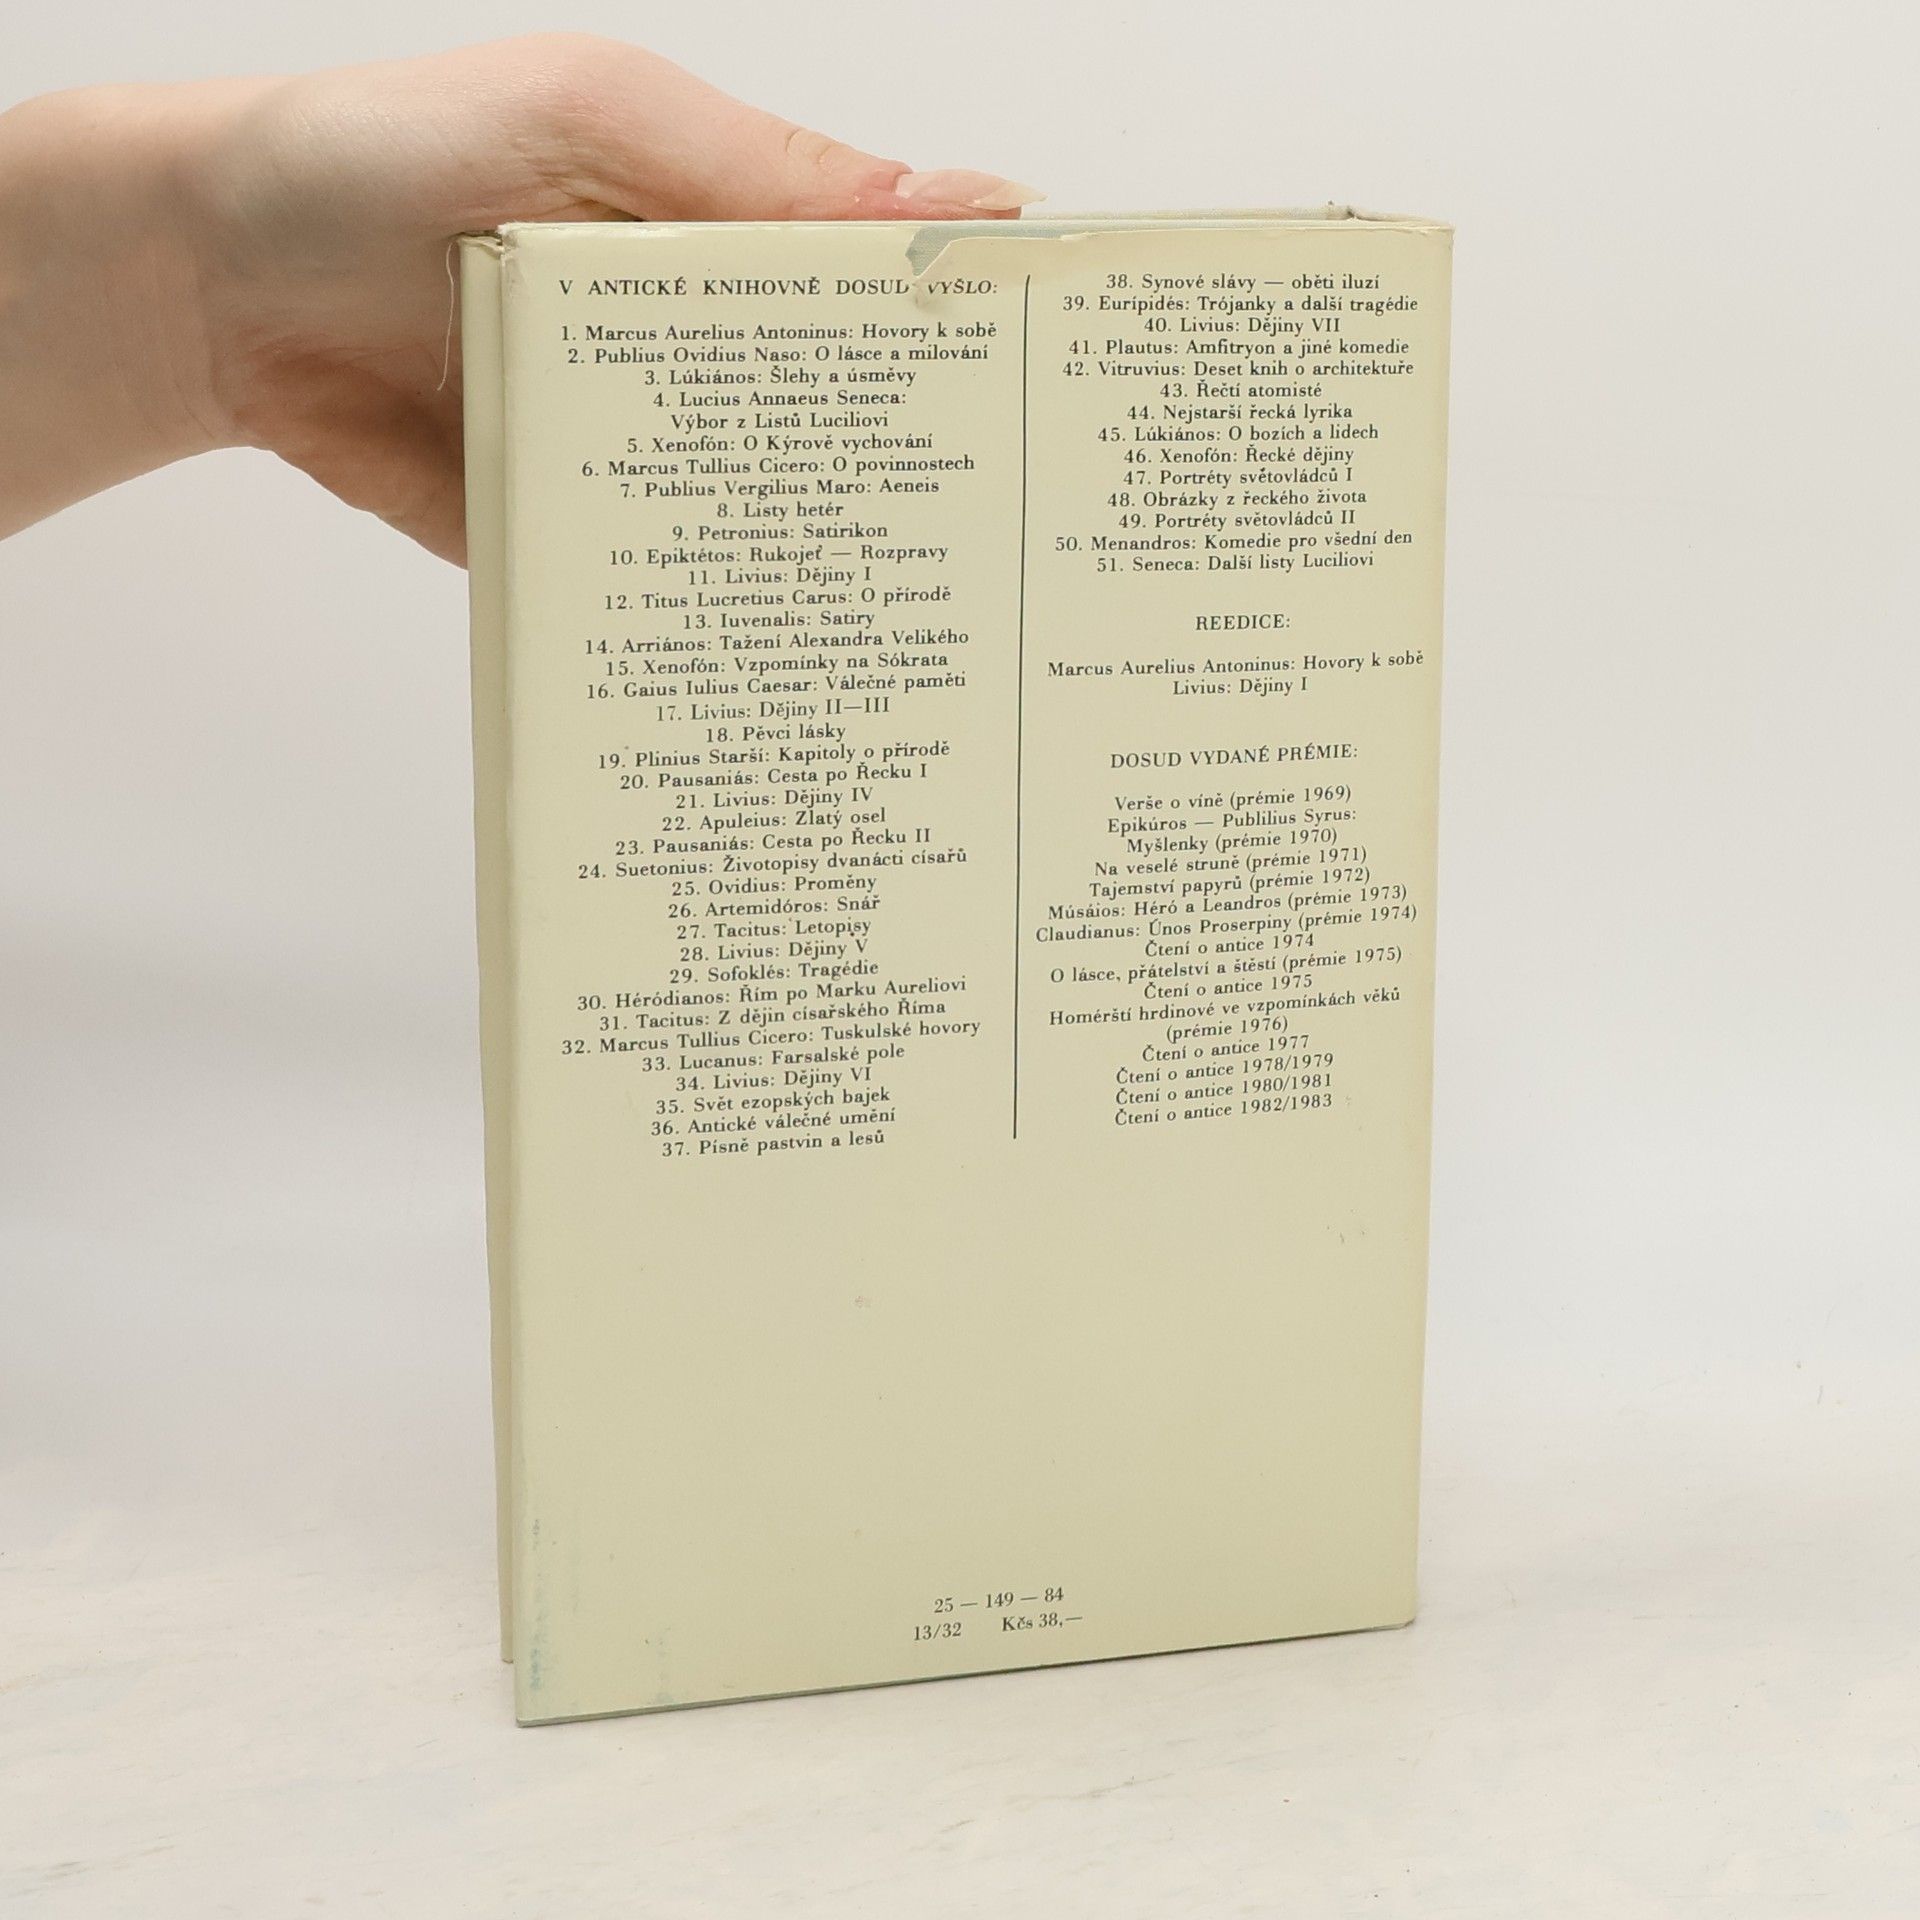 V ANTICKÉ KNIHOVNĚ DOSUD VYŠLO:
1. Marcus Aurelius Antoninus: Hovory k sobě
2. Publius Ovidius Naso: O lásce a milování
3. Lúkiános: Šlehy a úsměvy
4. Lucius Annaeus Seneca:
Výbor z Listů Luciliovi
5. Xenofón: O Kýrově vychování
6. Marcus Tullius Cicero: O povinnostech
7. Publius Vergilius Maro: Aeneis
8. Listy hetér
9. Petronius: Satirikon
10. Epiktétos: Rukojeť — Rozpravy
11. Livius: Dějiny I
12. Titus Lucretius Carus: O přírodě
13. Iuvenalis: Satiry
14. Arriános: Tažení Alexandra Velikého
15. Xenofón: Vzpomínky na Sókrata
16. Gaius Iulius Caesar: Válečné paměti
17. Livius: Dějiny II—III
18. Pěvci lásky
19. Plinius Starší: Kapitoly o přírodě
20. Pausaniás: Cesta po Řecku I
21. Livius: Dějiny IV
22. Apuleius: Zlatý osel
23. Pausaniás: Cesta po Řecku II
24. Suetonius: Životopisy dvanácti císařů
25. Ovidius: Proměny
26. Artemidóros: Snář
27. Tacitus: Letopisy
28. Livius: Dějiny V
29. Sofoklés: Tragédie
30. Héródianos: Řím po Marku Aureliovi
31. Tacitus: Z dějin císařského Říma
32. Marcus Tullius Cicero: Tuskulské hovory
33. Lucanus: Farsalské pole
34. Livius: Dějiny VI
35. Svět ezopských bajek
36. Antické válečné umění
37. Písně pastvin a lesů
38. Synové slávy — oběti iluzí
39. Eurípidés: Trójanky a další tragédie
40. Livius: Dějiny VII
41. Plautus: Amfitryon a jiné komedie
42. Vitruvius: Deset knih o architektuře
43. Řečtí atomisté
44. Nejstarší řecká lyrika
45. Lúkiános: O bozích a lidech
46. Xenofón: Řecké dějiny
47. Portréty světovládců I
48. Obrázky z řeckého života
49. Portréty světovládců II
50. Menandros: Komedie pro všední den
51. Seneca: Další listy Luciliovi
REEDICE:
Marcus Aurelius Antoninus: Hovory k sobě
Livius: Dějiny I
DOSUD VYDANÉ PRÉMIE:
Verše o víně (prémie 1969)
Epikúros — Publilius Syrus:
Myšlenky (prémie 1970)
Na veselé struně (prémie 1971)
Tajemství papyrů (prémie 1972)
Músáios: Héró a Leandros (prémie 1973)
Claudianus: Únos Proserpiny (prémie 1974)
Čtení o antice 1974
O lásce, přátelství a štěstí (prémie 1975)
Čtení o antice 1975
Homérští hrdinové ve vzpomínkách věků
(prémie 1976)
Čtení o antice 1977
Čtení o antice 1978/1979
Čtení o antice 1980/1981
Čtení o antice 1982/1983
25 — 149 — 84
13/32 Kčs 38,—